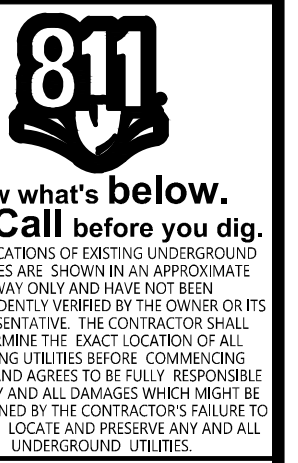 811.
what's below.
Call before you dig.
OF EXISTING UNDERGROUND
ARE SHOWN IN AN APPROXIMATE
WAY ONLY AND HAVE NOT BEEN
VERIFIED BY THE OWNER OR ITS
THE CONTRACTOR SHALL
THE EXACT LOCATION OF ALL
UTILITIES BEFORE COMMENCING
AND AGREES TO BE FULLY RESPONSIBLE
AND ALL DAMAGES WHICH MIGHT BE
BY THE CONTRACTOR'S FAILURE TO
LOCATE AND PRESERVE ANY AND ALL
UNDERGROUND UTILITIES.